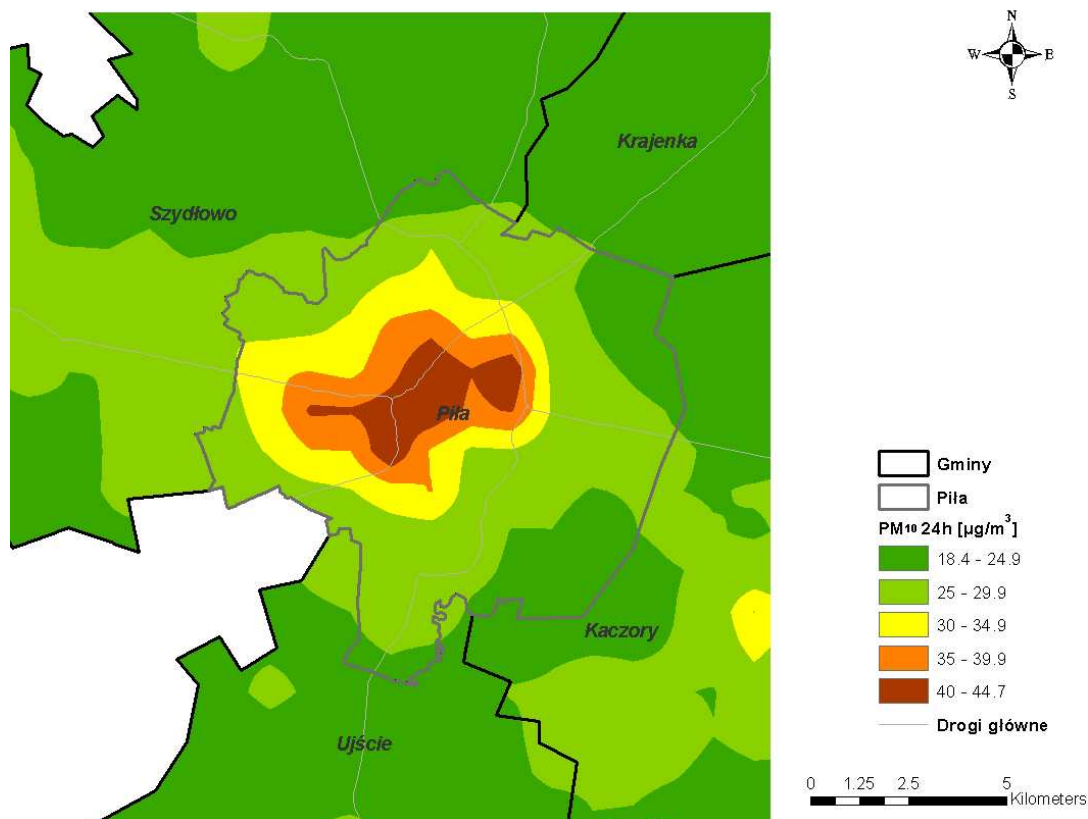 N
W E
S
Krajenka
Szydłowo
Piła
Kaczory
Ujście
Gminy
Piła
PM10 24h [µg/m³]
18.4 - 24.9
25 - 29.9
30 - 34.9
35 - 39.9
40 - 44.7
Drogi główne
0 1.25 2.5 5
Kilometers